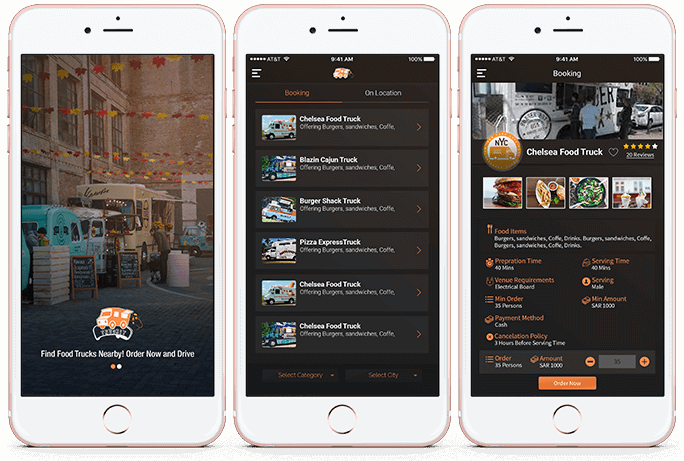 Find Food Trucks Nearby! Order Now and Drive
AT&T 9:41 AM 100%
Booking On Location
Chelsea Food Truck
Offering Burgers, sandwiches, Coffe,
Blazin Cajun Truck
Offering Burgers, sandwiches, Coffe,
Burger Shack Truck
Offering Burgers, sandwiches, Coffe,
Pizza ExpressTruck
Offering Burgers, sandwiches, Coffe,
Chelsea Food Truck
Offering Burgers, sandwiches, Coffe,
Chelsea Food Truck
Offering Burgers, sandwiches, Coffe,
Select Category Select City
AT&T 9:41 AM 100%
Booking
NYC
Chelsea Food Truck
20 Reviews
Food Items
Burgers, sandwiches, Coffe, Drinks. Burgers, sandwiches, Coffe,
Burgers, sandwiches, Coffe, Drinks.
Prepration Time Serving Time
40 Mins 40 Mins
Venue Requirements Serving
Electrical Board Male
Min Order Min Amount
35 Persons SAR 1000
Payment Method
Cash
Cancelation Policy
3 Hours Before Serving Time
Order Amount
35 Persons SAR 1000
35
Order Now